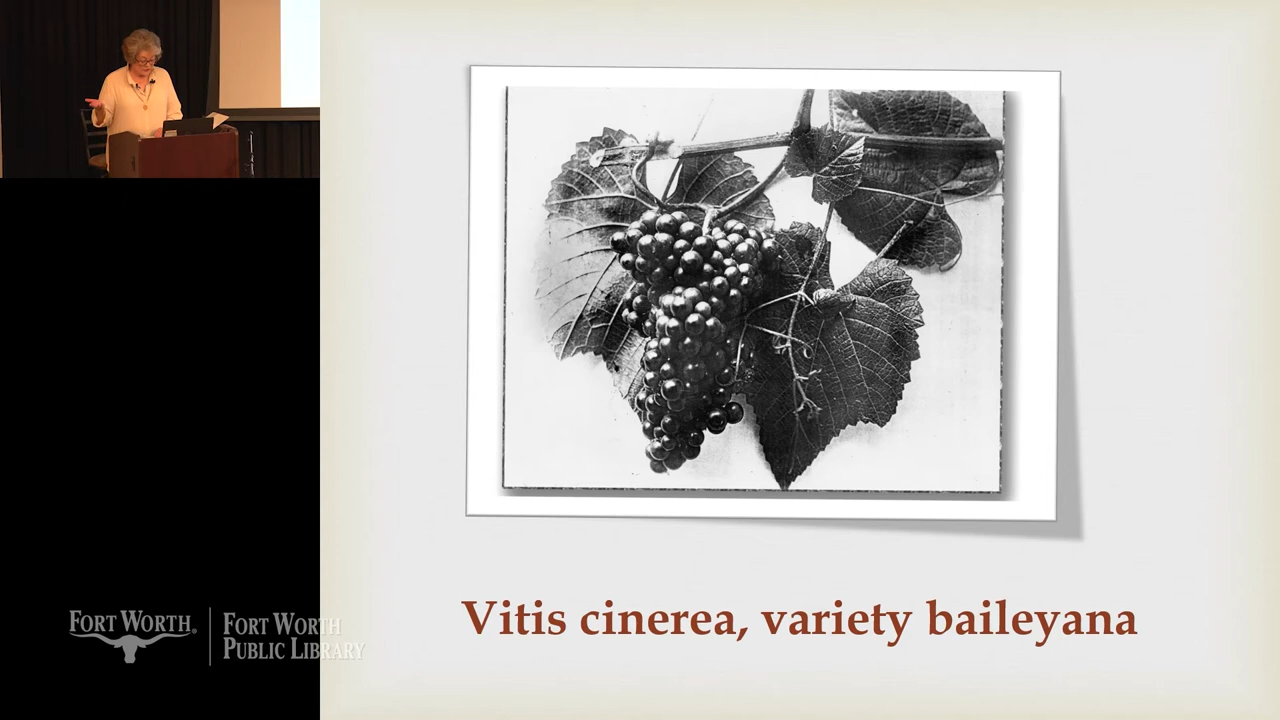 Vitis cinerea, variety baileyana
FORT WORTH®
FORT WORTH
PUBLIC LIBRARY